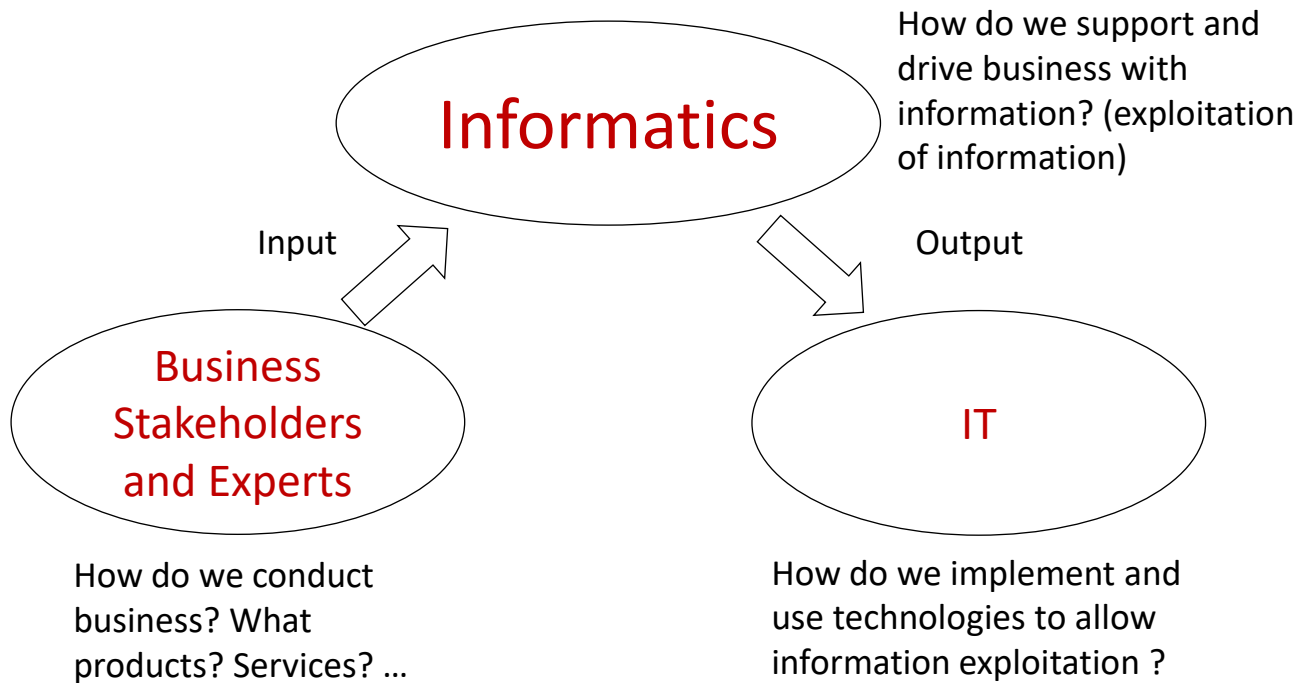 How do we support and
drive business with
information? (exploitation
of information)
Informatics
Input
Output
Business
Stakeholders
and Experts
IT
How do we conduct
business? What
products? Services? …
How do we implement and
use technologies to allow
information exploitation ?